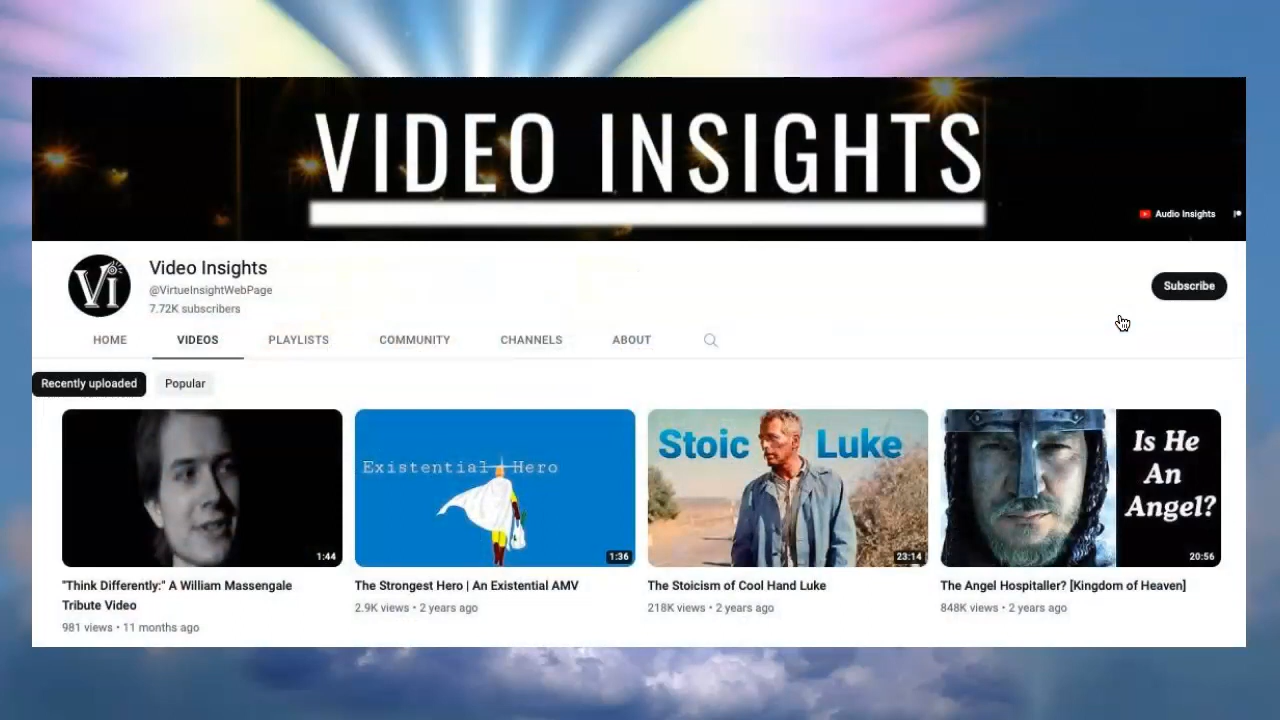 VIDEO INSIGHTS
Audio Insights
Vi
Video Insights
@VirtueInsightWebPage
7.72K subscribers
Subscribe
HOME
VIDEOS
PLAYLISTS
COMMUNITY
CHANNELS
ABOUT
Recently uploaded
Popular
1:44
Existential Hero
1:36
Stoic Luke
23:14
Is He
An
Angel?
20:56
"Think Differently:" A William Massengale
Tribute Video
981 views • 11 months ago
The Strongest Hero | An Existential AMV
2.9K views • 2 years ago
The Stoicism of Cool Hand Luke
218K views • 2 years ago
The Angel Hospitaller? [Kingdom of Heaven]
848K views • 2 years ago